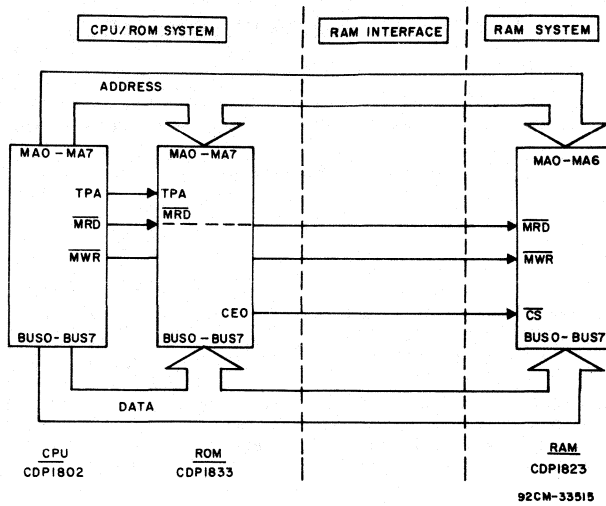 CPU/ROM SYSTEM
RAM INTERFACE
RAM SYSTEM
ADDRESS
MA0-MA7
MA0-MA7
MA0-MA6
TPA
TPA
MRD
MRD
MRD
MWR
MWR
CEO
CS
BUS0-BUS7
BUS0-BUS7
BUS0-BUS7
DATA
CPU
CDP1802
ROM
CDP1833
RAM
CDP1823
92CM-33515